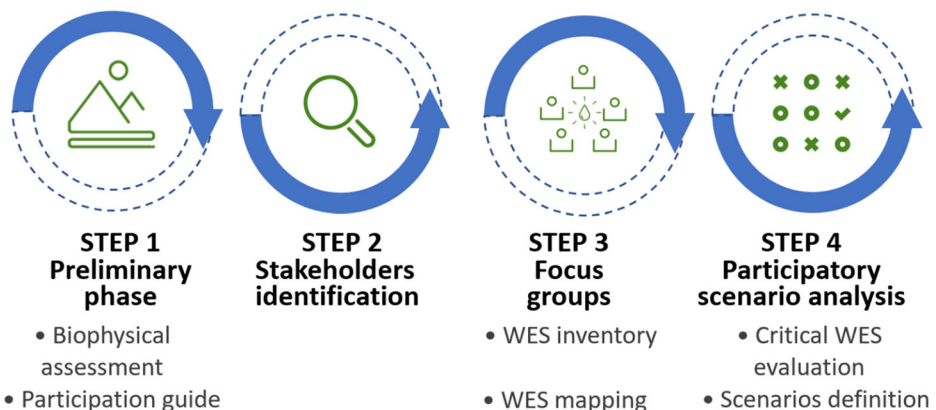 STEP 1
Preliminary
phase
• Biophysical
assessment
• Participation guide
STEP 2
Stakeholders
identification
STEP 3
Focus
groups
• WES inventory
• WES mapping
STEP 4
Participatory
scenario analysis
• Critical WES
evaluation
• Scenarios definition